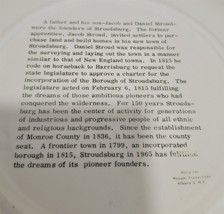 A father and his son-Jacob and Daniel Stroud-
were the founders of Stroudsburg. The former
apprentice, Jacob Stroud, invited settlers to pur-
chase land and build homes in his new town of
Stroudsburg. Daniel Stroud was responsible for
the surveying and laying out the town in a manner
similar to that of New England towns. In 1815 he
rode on horseback to Harrisburg to request the
state legislature to approve a charter for the
incorporation of the Borough of Stroudsburg. The
legislature acted on February 6, 1815 fulfilling
the dreams of those ambitious pioneers who had
conquered the wilderness. For 150 years Strouds-
burg has been the center of activity for generations
of industrious and progressive people of all ethnic
and religious backgrounds. Since the establishment
of Monroe County in 1836, it has been the county
seat. A frontier town in 1799, an incorporated
borough in 1815, Stroudsburg in 1965 has fulfilled
the dreams of its pioneer founders.